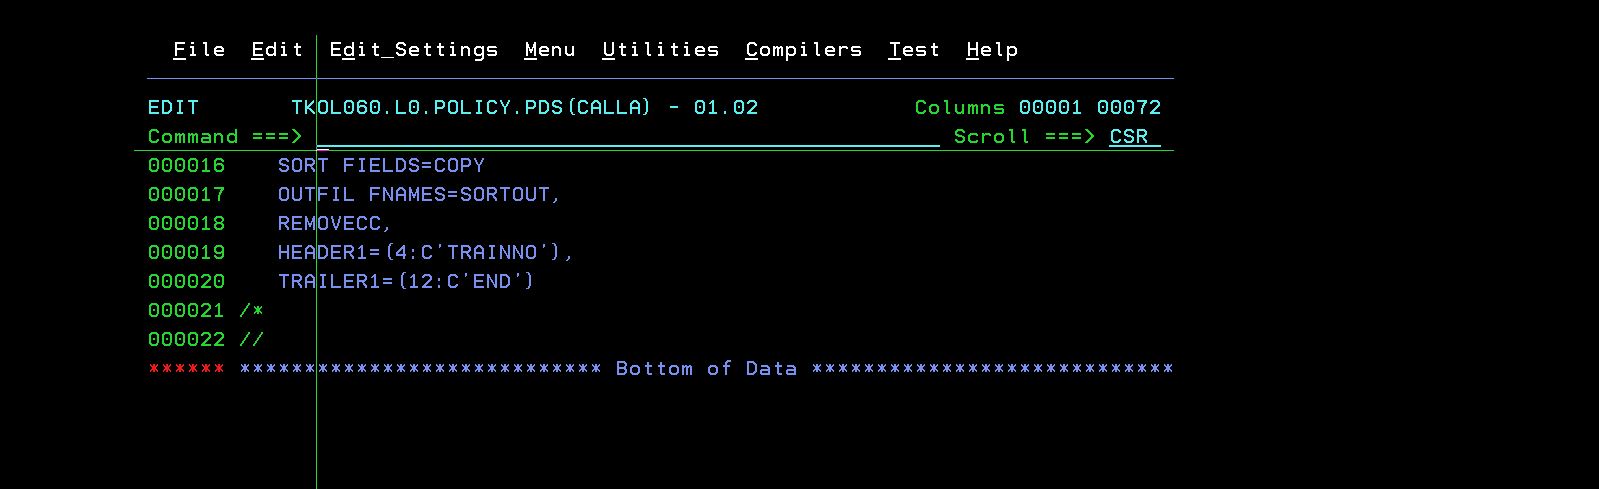 File  Edit  Edit_Settings  Menu  Utilities  Compilers  Test  Help
EDIT       TKOL060.L0.POLICY.PDS(CALLA) - 01.02            Columns 00001 00072
Command ===>                                                  Scroll ===> CSR
000016    SORT FIELDS=COPY
000017    OUTFIL FNAMES=SORTOUT,
000018    REMOVECC,
000019    HEADER1=(4:C'TRAINNO'),
000020    TRAILER1=(12:C'END')
000021 /*
000022 //
****** **************************** Bottom of Data ****************************